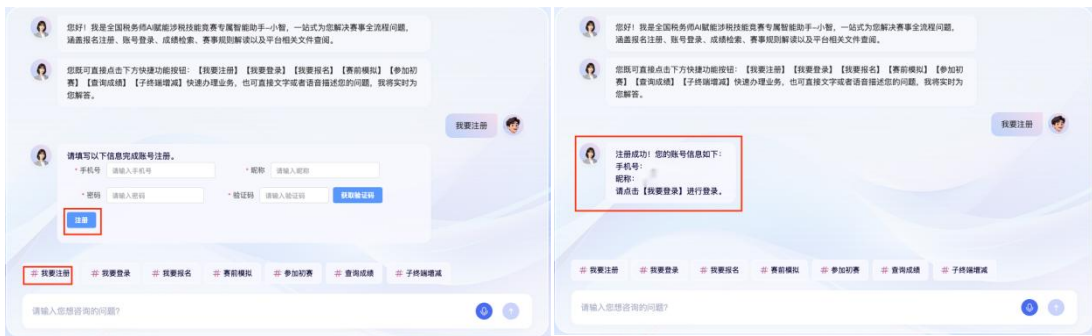 您好！我是全国税务师AI赋能涉税技能竞赛专属智能助手--小智，一站式为您解决赛事全流程问题，
涵盖报名注册、账号登录、成绩检索、赛事规则解读以及平台相关文件查阅。
您既可直接点击下方快捷功能按钮：【我要注册】【我要登录】【我要报名】【赛前模拟】【参加初
赛】【查询成绩】【子终端增减】快速办理业务，也可直接文字或者语音描述您的问题，我将实时为
您解答。
我要注册
请填写以下信息完成账号注册。
* 手机号 请输入手机号 * 昵称 请输入昵称
* 密码 请输入密码 * 验证码 请输入验证码 获取验证码
注册
# 我要注册 # 我要登录 # 我要报名 # 赛前模拟 # 参加初赛 # 查询成绩 # 子终端增减
请输入您想咨询的问题?
您好！我是全国税务师AI赋能涉税技能竞赛专属智能助手--小智，一站式为您解决赛事全流程问题，
涵盖报名注册、账号登录、成绩检索、赛事规则解读以及平台相关文件查阅。
您既可直接点击下方快捷功能按钮：【我要注册】【我要登录】【我要报名】【赛前模拟】【参加初
赛】【查询成绩】【子终端增减】快速办理业务，也可直接文字或者语音描述您的问题，我将实时为
您解答。
我要注册
注册成功！您的账号信息如下：
手机号：
昵称：
请点击【我要登录】进行登录。
# 我要注册 # 我要登录 # 我要报名 # 赛前模拟 # 参加初赛 # 查询成绩 # 子终端增减
请输入您想咨询的问题?